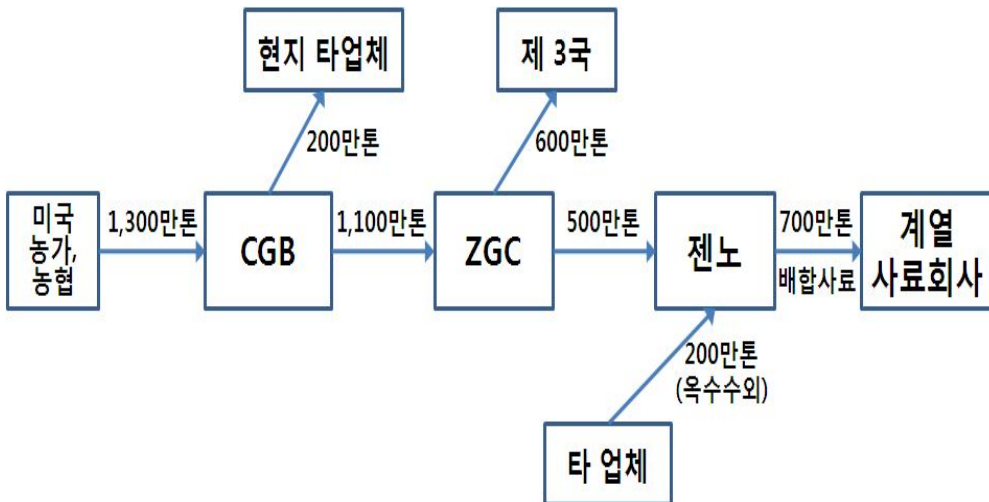 현지 타업체
제 3국
200만톤
600만톤
미국
농가,
농협
1,300만톤
CGB
1,100만톤
ZGC
500만톤
젠노
700만톤
배합사료
계열
사료회사
200만톤
(옥수수외)
타 업체